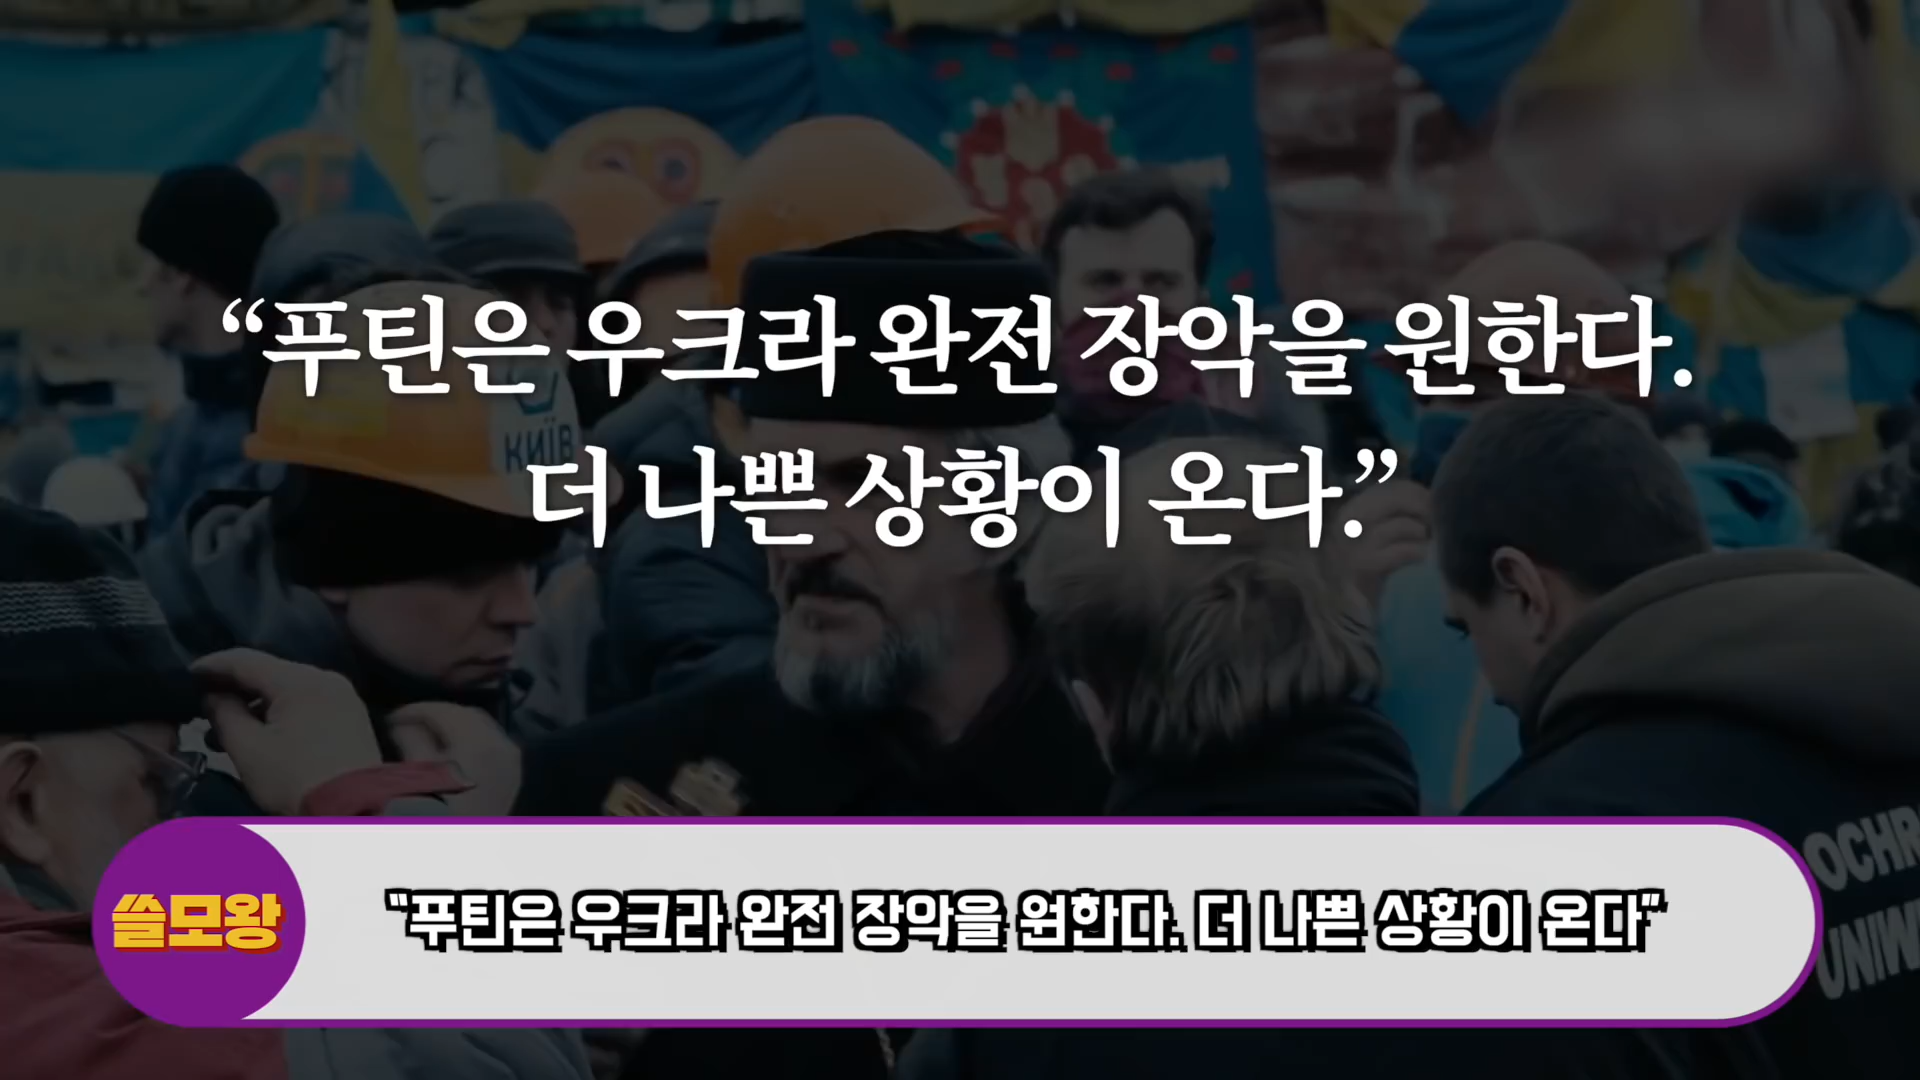 “푸틴은 우크라 완전 장악을 원한다.
더 나쁜 상황이 온다.”
КИЇВ
쓸모왕
"푸틴은 우크라 완전 장악을 원한다. 더 나쁜 상황이 온다"
OCHR
UNIW